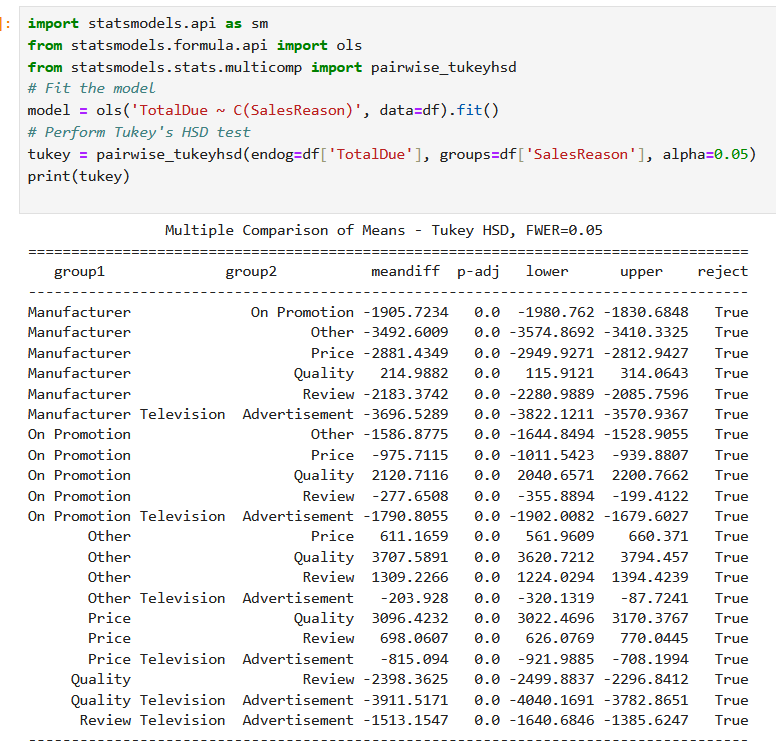 ]:
import statsmodels.api as sm
from statsmodels.formula.api import ols
from statsmodels.stats.multicomp import pairwise_tukeyhsd
# Fit the model
model = ols('TotalDue ~ C(SalesReason)', data=df).fit()
# Perform Tukey's HSD test
tukey = pairwise_tukeyhsd(endog=df['TotalDue'], groups=df['SalesReason'], alpha=0.05)
print(tukey)
Multiple Comparison of Means - Tukey HSD, FWER=0.05
====================================================================================
group1 group2 meandiff p-adj lower upper reject
------------------------------------------------------------------------------------
Manufacturer On Promotion -1905.7234 0.0 -1980.762 -1830.6848 True
Manufacturer Other -3492.6009 0.0 -3574.8692 -3410.3325 True
Manufacturer Price -2881.4349 0.0 -2949.9271 -2812.9427 True
Manufacturer Quality 214.9882 0.0 115.9121 314.0643 True
Manufacturer Review -2183.3742 0.0 -2280.9889 -2085.7596 True
Manufacturer Television  Advertisement -3696.5289 0.0 -3822.1211 -3570.9367 True
On Promotion Other -1586.8775 0.0 -1644.8494 -1528.9055 True
On Promotion Price -975.7115 0.0 -1011.5423 -939.8807 True
On Promotion Quality 2120.7116 0.0 2040.6571 2200.7662 True
On Promotion Review -277.6508 0.0 -355.8894 -199.4122 True
On Promotion Television  Advertisement -1790.8055 0.0 -1902.0082 -1679.6027 True
Other Price 611.1659 0.0 561.9609 660.371 True
Other Quality 3707.5891 0.0 3620.7212 3794.457 True
Other Review 1309.2266 0.0 1224.0294 1394.4239 True
Other Television  Advertisement -203.928 0.0 -320.1319 -87.7241 True
Price Quality 3096.4232 0.0 3022.4696 3170.3767 True
Price Review 698.0607 0.0 626.0769 770.0445 True
Price Television  Advertisement -815.094 0.0 -921.9885 -708.1994 True
Quality Review -2398.3625 0.0 -2499.8837 -2296.8412 True
Quality Television  Advertisement -3911.5171 0.0 -4040.1691 -3782.8651 True
Review Television  Advertisement -1513.1547 0.0 -1640.6846 -1385.6247 True
------------------------------------------------------------------------------------